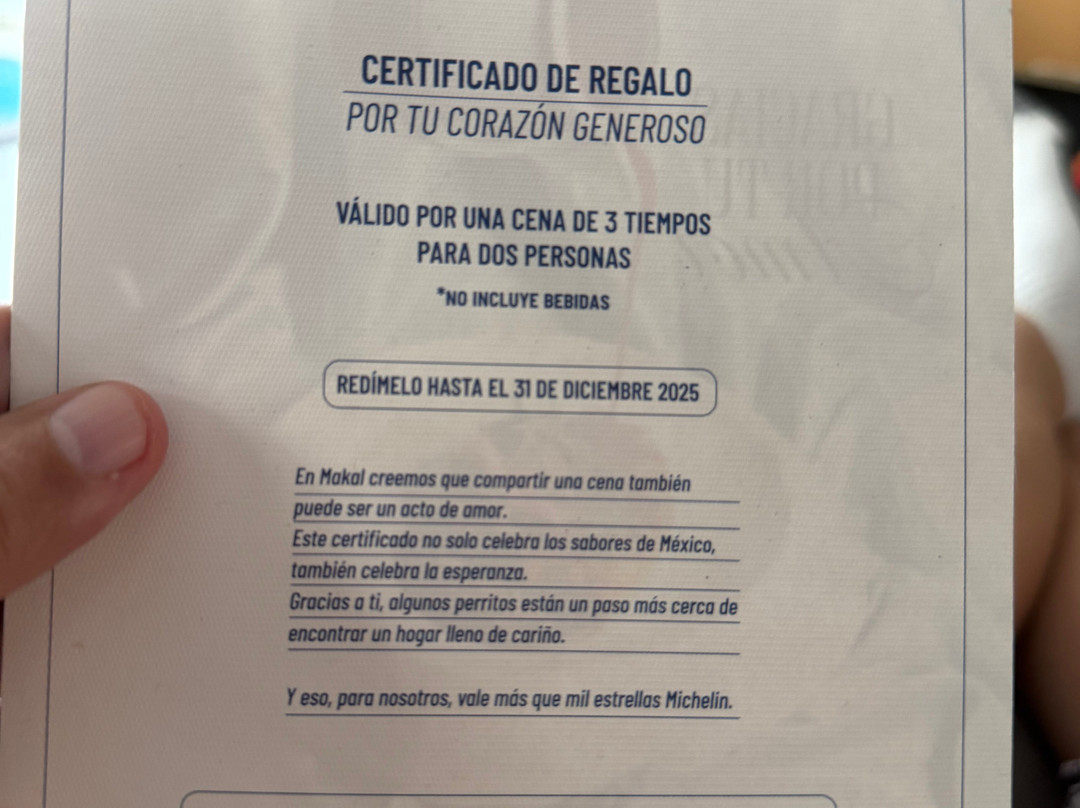 CERTIFICADO DE REGALO
POR TU CORAZÓN GENEROSO
VÁLIDO POR UNA CENA DE 3 TIEMPOS
PARA DOS PERSONAS
*NO INCLUYE BEBIDAS
REDÍMELO HASTA EL 31 DE DICIEMBRE 2025
En Makal creemos que compartir una cena también
puede ser un acto de amor.
Este certificado no solo celebra los sabores de México,
también celebra la esperanza.
Gracias a ti, algunos perritos están un paso más cerca de
encontrar un hogar lleno de cariño.
Y eso, para nosotros, vale más que mil estrellas Michelin.